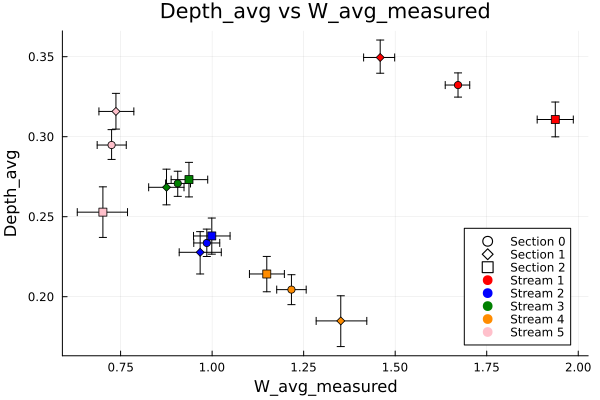 Depth_avg vs W_avg_measured
Depth_avg
0.35
0.30
0.25
0.20
0.75
1.00
1.25
1.50
1.75
2.00
W_avg_measured
Section 0
Section 1
Section 2
Stream 1
Stream 2
Stream 3
Stream 4
Stream 5